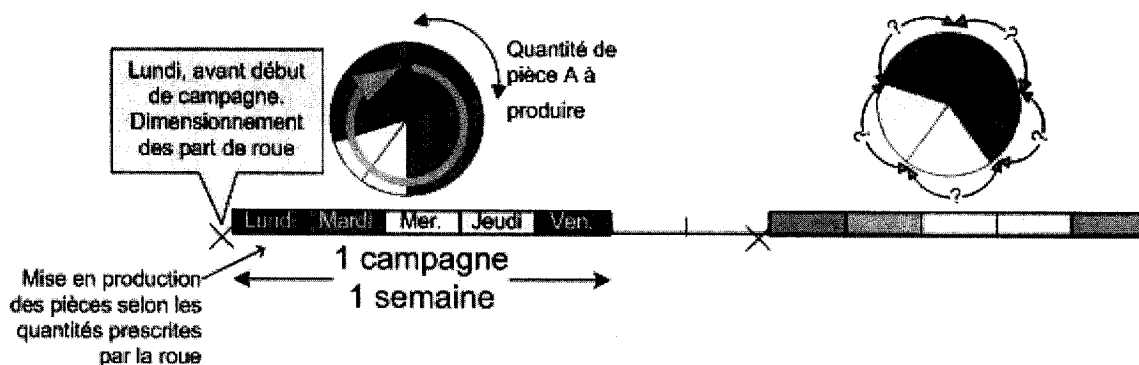 Lundi, avant début
de campagne.
Dimensionnement
des part de roue
Quantité de
pièce A à
produire
? ? ? ? ?
Lundi Mardi Mer. Jeudi Ven.
1 campagne
1 semaine
Mise en production
des pièces selon les
quantités prescrites
par la roue